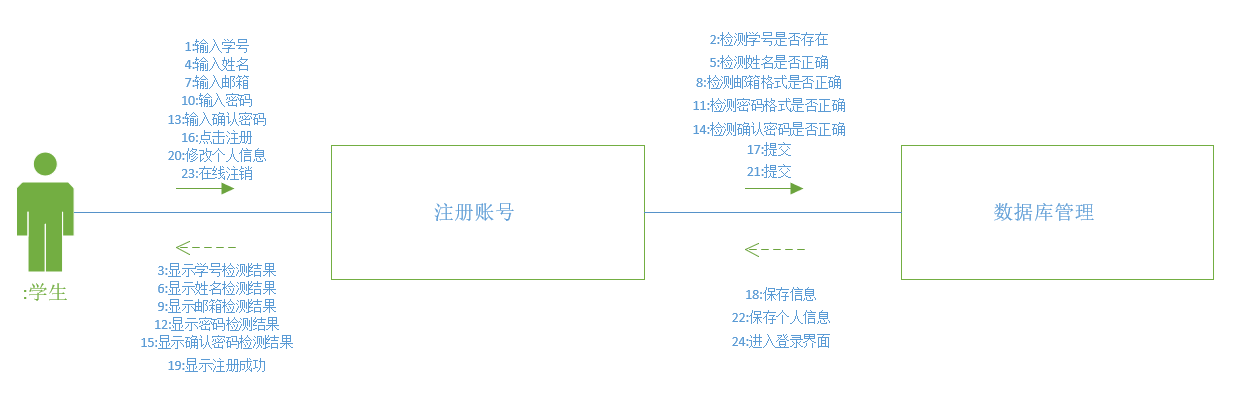 1:输入学号
4:输入姓名
7:输入邮箱
10:输入密码
13:输入确认密码
16:点击注册
20:修改个人信息
23:在线注销
2:检测学号是否存在
5:检测姓名是否正确
8:检测邮箱格式是否正确
11:检测密码格式是否正确
14:检测确认密码是否正确
17:提交
21:提交
:学生
注册账号
数据库管理
3:显示学号检测结果
6:显示姓名检测结果
9:显示邮箱检测结果
12:显示密码检测结果
15:显示确认密码检测结果
19:显示注册成功
18:保存信息
22:保存个人信息
24:进入登录界面